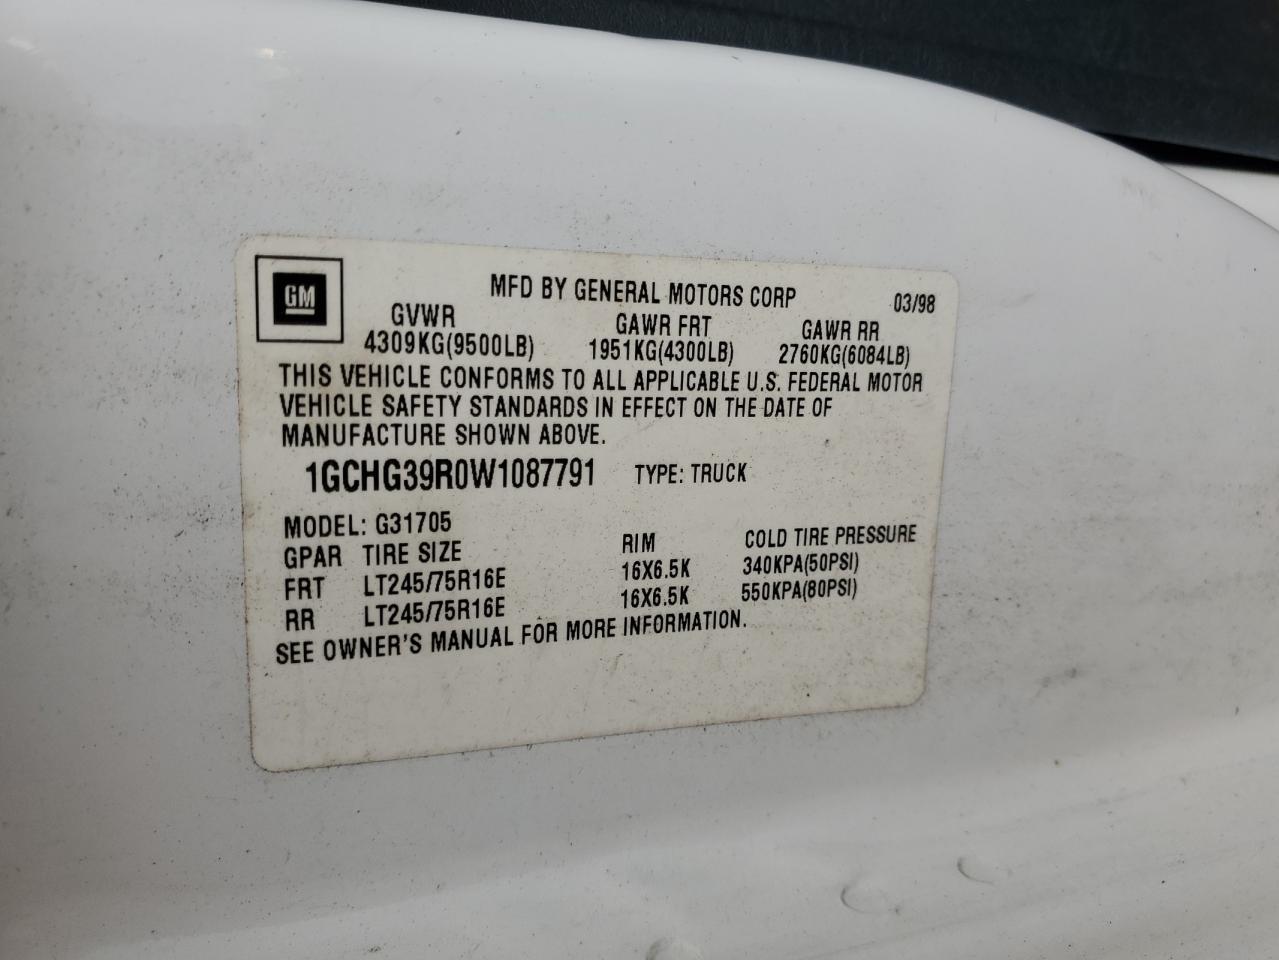 GM
MFD BY GENERAL MOTORS CORP 03/98
GVWR GAWR FRT GAWR RR
4309KG(9500LB) 1951KG(4300LB) 2760KG(6084LB)
THIS VEHICLE CONFORMS TO ALL APPLICABLE U.S. FEDERAL MOTOR
VEHICLE SAFETY STANDARDS IN EFFECT ON THE DATE OF
MANUFACTURE SHOWN ABOVE.
1GCHG39R0W1087791 TYPE: TRUCK
MODEL: G31705
GPAR TIRE SIZE RIM COLD TIRE PRESSURE
FRT LT245/75R16E 16X6.5K 340KPA(50PSI)
RR LT245/75R16E 16X6.5K 550KPA(80PSI)
SEE OWNER'S MANUAL FOR MORE INFORMATION.